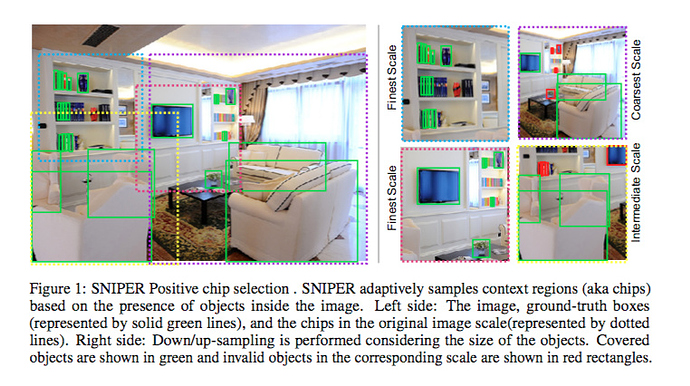 Finest Scale
Coarsest Scale
Finest Scale
Intermediate Scale
Figure 1: SNIPER Positive chip selection . SNIPER adaptively samples context regions (aka chips)
based on the presence of objects inside the image. Left side: The image, ground-truth boxes
(represented by solid green lines), and the chips in the original image scale(represented by dotted
lines). Right side: Down/up-sampling is performed considering the size of the objects. Covered
objects are shown in green and invalid objects in the corresponding scale are shown in red rectangles.